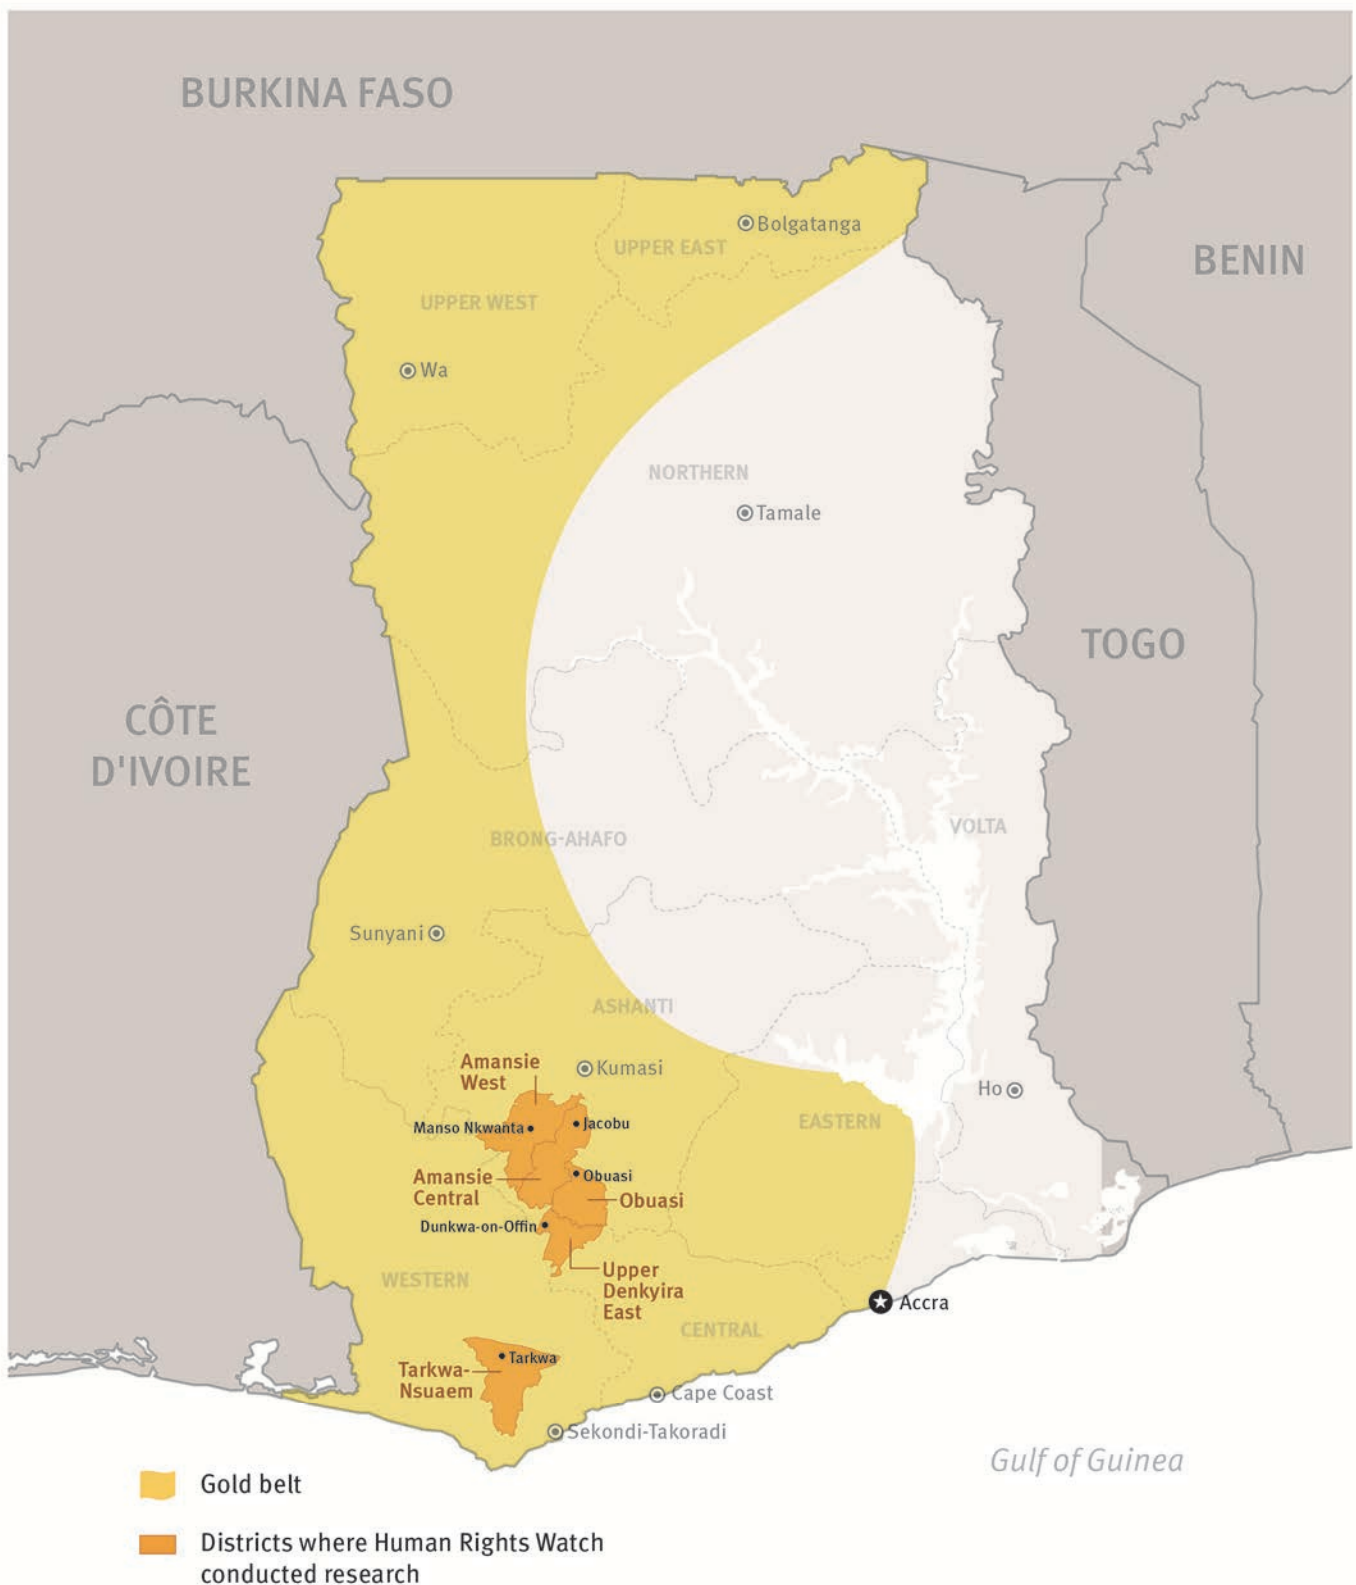 BURKINA FASO
Bolgatanga
UPPER EAST
BENIN
UPPER WEST
Wa
NORTHERN
Tamale
TOGO
CÔTE
D'IVOIRE
VOLTA
BRONG-AHAFO
Sunyani
ASHANTI
Amansie
West
Kumasi
Ho
Manso Nkwanta
Jacobu
EASTERN
Amansie
Central
Obuasi
Obuasi
Dunkwa-on-Offin
WESTERN
Upper
Denkyira
East
Accra
CENTRAL
Tarkwa
Tarkwa-
Nsuaem
Cape Coast
Sekondi-Takoradi
Gulf of Guinea
Gold belt
Districts where Human Rights Watch
conducted research